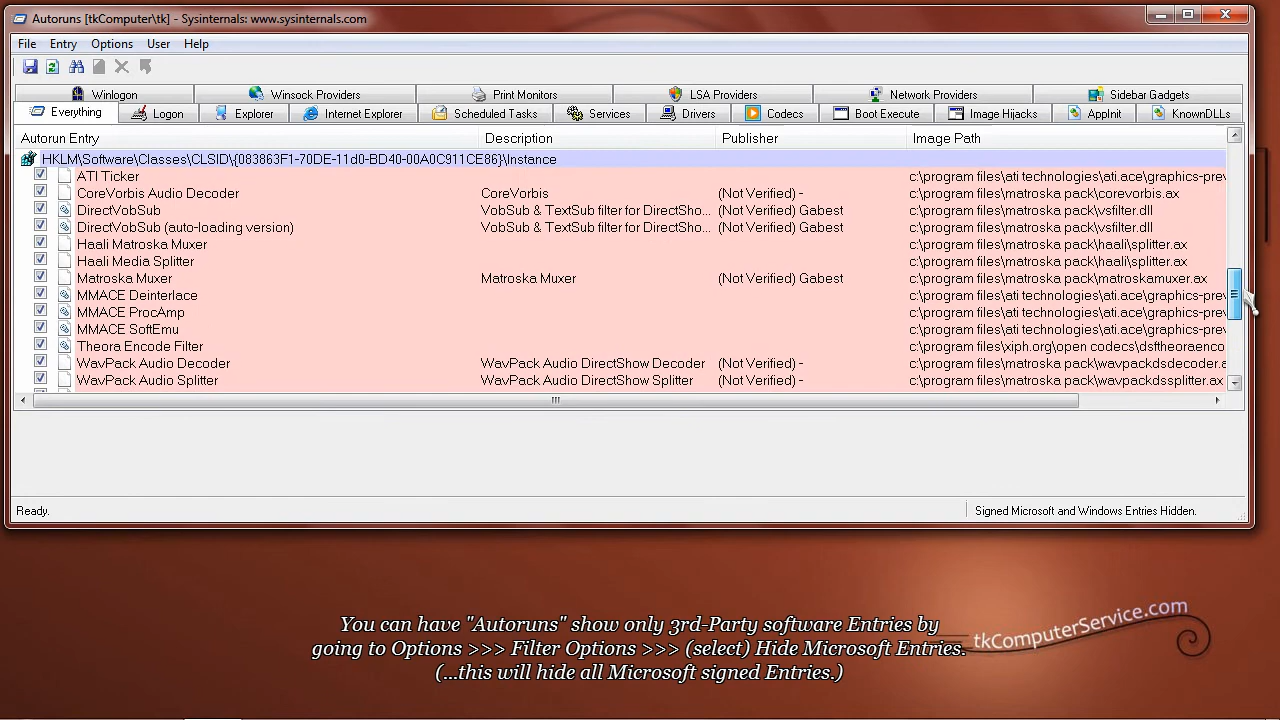 Autoruns [tkComputer\tk] - Sysinternals: www.sysinternals.com
File Entry Options User Help
Winlogon Winsock Providers Print Monitors LSA Providers Network Providers Sidebar Gadgets
Everything Logon Explorer Internet Explorer Scheduled Tasks Services Drivers Codecs Boot Execute Image Hijacks AppInit KnownDLLs
Autorun Entry Description Publisher Image Path
HKLM\Software\Classes\CLSID\{083863F1-70DE-11d0-BD40-00A0C911CE86}\Instance
ATI Ticker c:\program files\ati technologies\ati.ace\graphics-prev
CoreVorbis Audio Decoder CoreVorbis (Not Verified) - c:\program files\matroska pack\corevorbis.ax
DirectVobSub VobSub & TextSub filter for DirectSho... (Not Verified) Gabest c:\program files\matroska pack\vsfilter.dll
DirectVobSub (auto-loading version) VobSub & TextSub filter for DirectSho... (Not Verified) Gabest c:\program files\matroska pack\vsfilter.dll
Haali Matroska Muxer c:\program files\matroska pack\haali\splitter.ax
Haali Media Splitter c:\program files\matroska pack\haali\splitter.ax
Matroska Muxer Matroska Muxer (Not Verified) Gabest c:\program files\matroska pack\matroskamuxer.ax
MMACE Deinterlace c:\program files\ati technologies\ati.ace\graphics-prev
MMACE ProcAmp c:\program files\ati technologies\ati.ace\graphics-prev
MMACE SoftEmu c:\program files\ati technologies\ati.ace\graphics-prev
Theora Encode Filter c:\program files\xiph.org\open codecs\dsftheoraenco
WavPack Audio Decoder WavPack Audio DirectShow Decoder (Not Verified) - c:\program files\matroska pack\wavpackdsdecoder.a
WavPack Audio Splitter WavPack Audio DirectShow Splitter (Not Verified) - c:\program files\matroska pack\wavpackdssplitter.ax
Ready. Signed Microsoft and Windows Entries Hidden.
You can have "Autoruns" show only 3rd-Party software Entries by
going to Options >>> Filter Options >>> (select) Hide Microsoft Entries.
(...this will hide all Microsoft signed Entries.)
tkComputerService.com